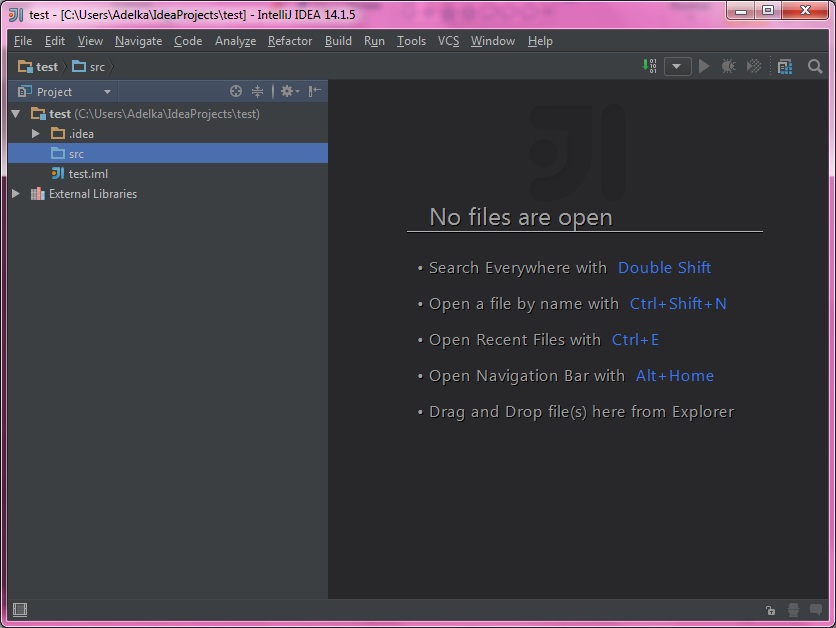 test - [C:\Users\Adelka\IdeaProjects\test] - IntelliJ IDEA 14.1.5
File Edit View Navigate Code Analyze Refactor Build Run Tools VCS Window Help
test src
Project
test (C:\Users\Adelka\IdeaProjects\test)
.idea
src
test.iml
External Libraries
No files are open
• Search Everywhere with Double Shift
• Open a file by name with Ctrl+Shift+N
• Open Recent Files with Ctrl+E
• Open Navigation Bar with Alt+Home
• Drag and Drop file(s) here from Explorer